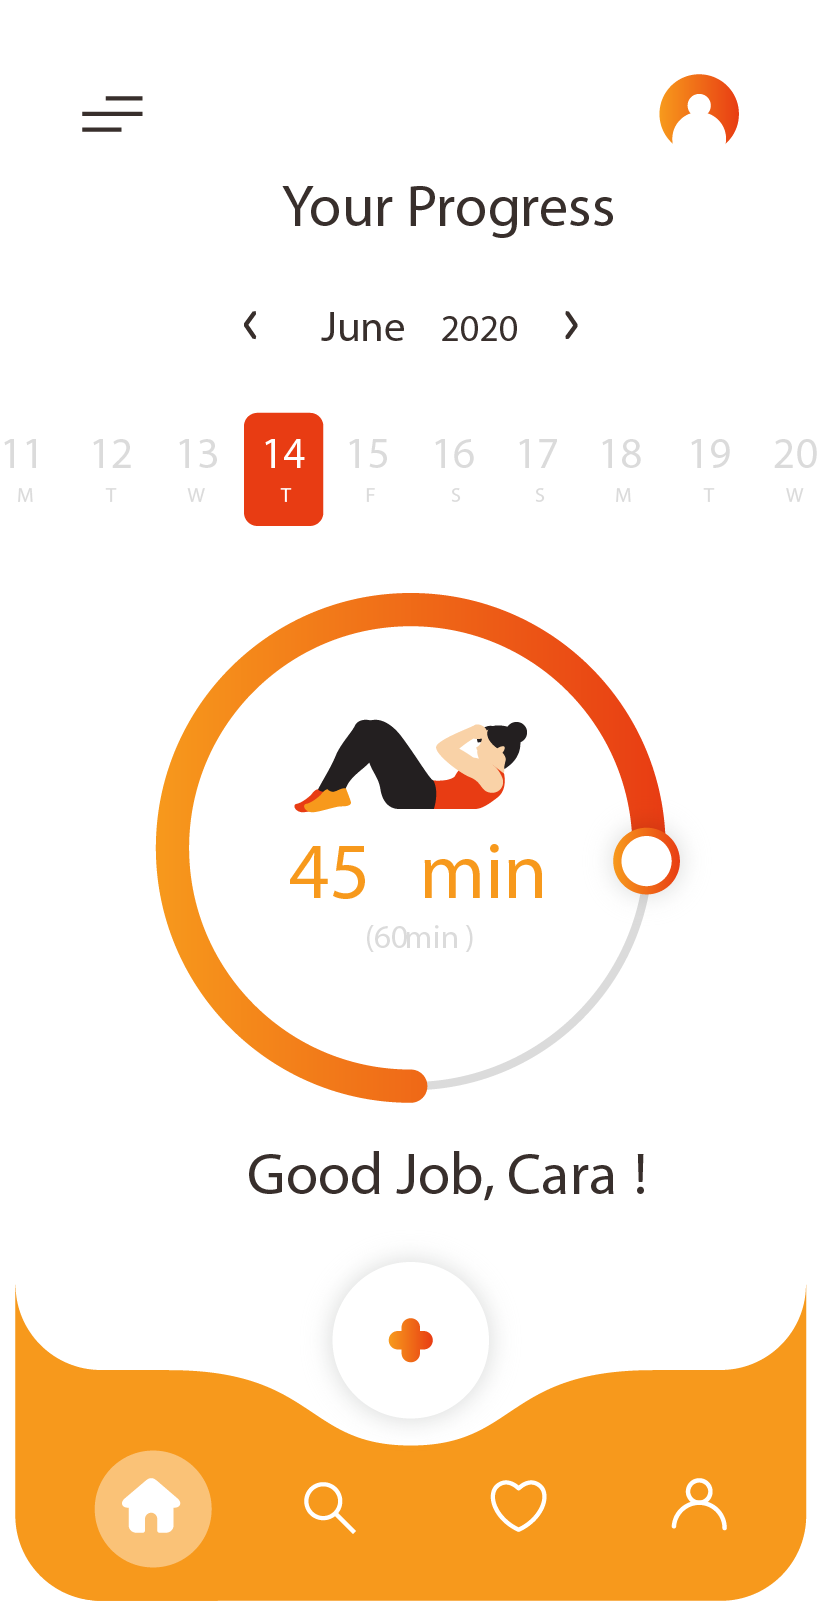 Your Progress
June 2020
11 12 13 14 15 16 17 18 19 20
M T W T F S S M T W
45 min
(60min )
Good Job, Cara !